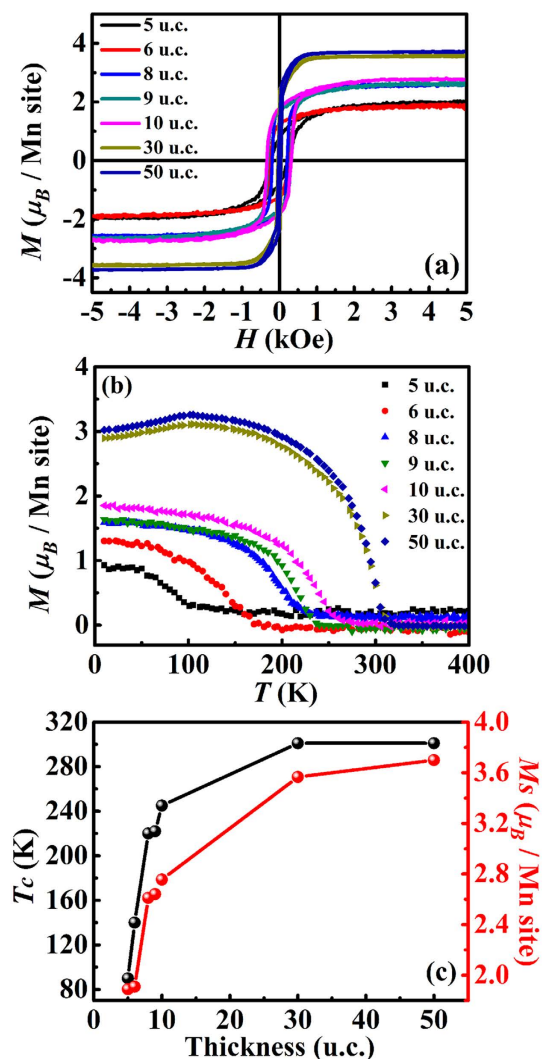 4
2
0
-2
-4
M (μB / Mn site)
5 u.c.
6 u.c.
8 u.c.
9 u.c.
10 u.c.
30 u.c.
50 u.c.
(a)
-5 -4 -3 -2 -1 0 1 2 3 4 5
H (kOe)
4
3
2
1
0
M (μB / Mn site)
(b)
5 u.c.
6 u.c.
8 u.c.
9 u.c.
10 u.c.
30 u.c.
50 u.c.
0 100 200 300 400
T (K)
320
280
240
200
160
120
80
Tc (K)
4.0
3.6
3.2
2.8
2.4
2.0
Ms (μB / Mn site)
(c)
0 10 20 30 40 50
Thickness (u.c.)